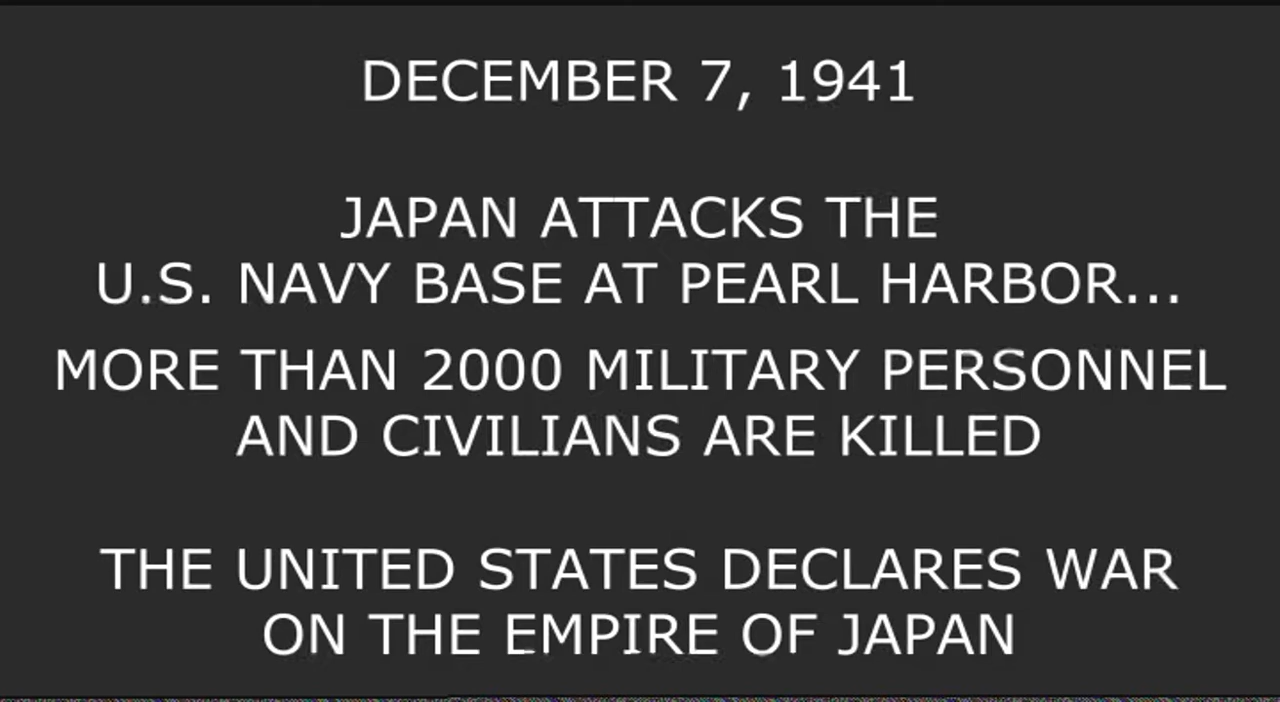 DECEMBER 7, 1941
JAPAN ATTACKS THE
U.S. NAVY BASE AT PEARL HARBOR...
MORE THAN 2000 MILITARY PERSONNEL
AND CIVILIANS ARE KILLED
THE UNITED STATES DECLARES WAR
ON THE EMPIRE OF JAPAN